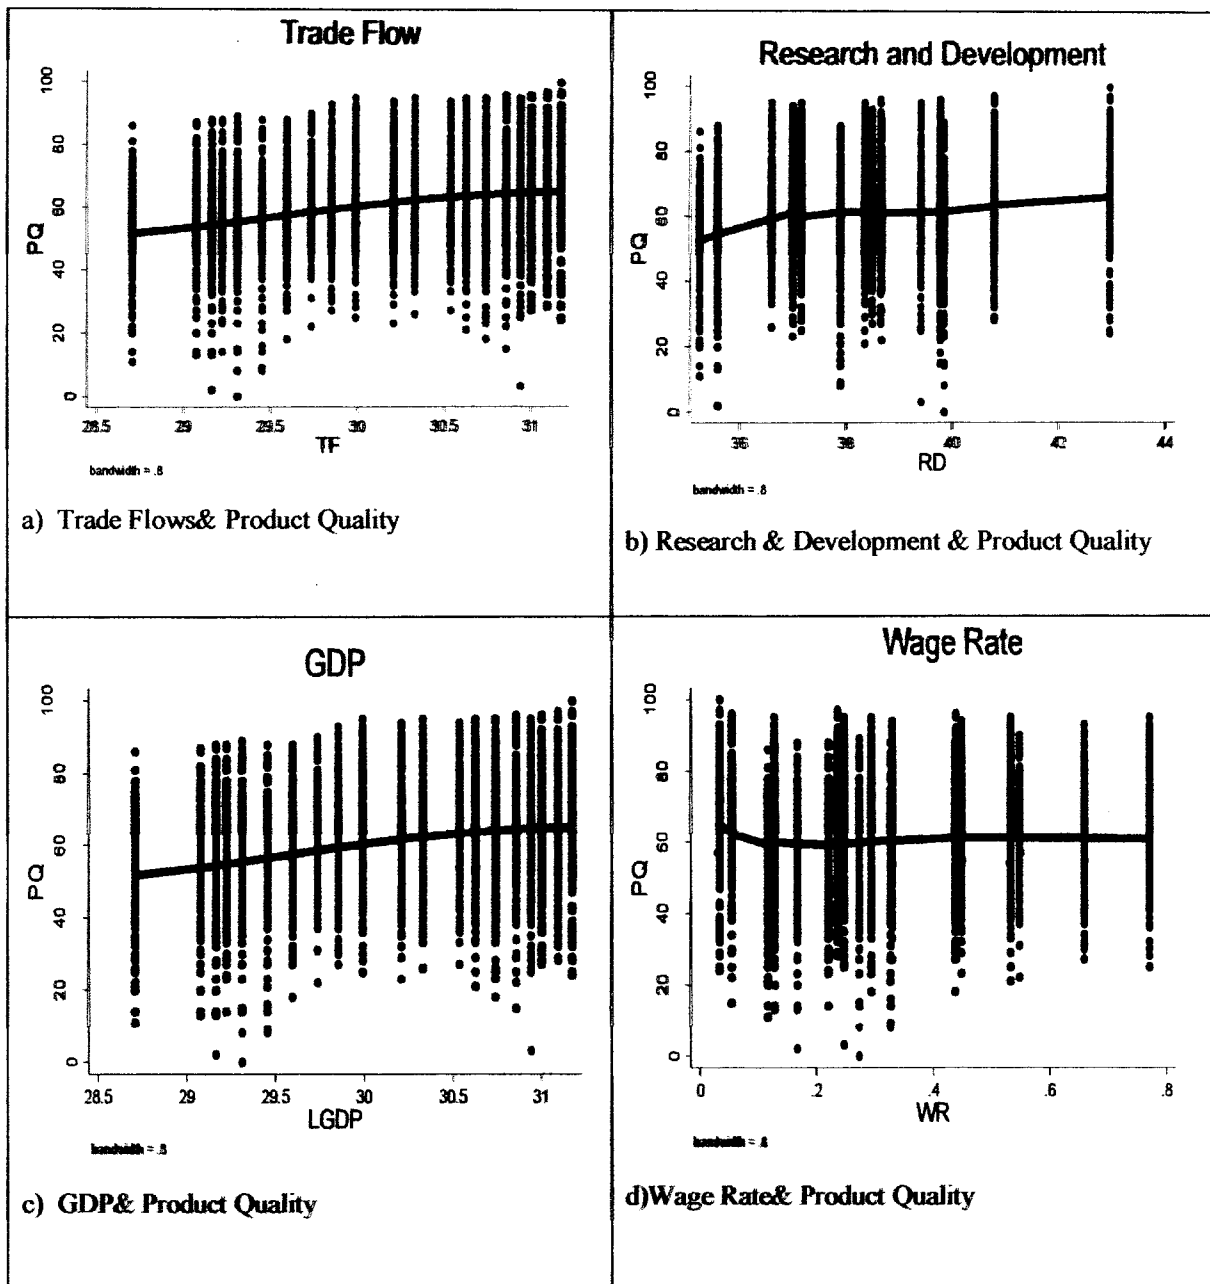 Trade Flow
100
80
60
40
20
0
PQ
28.5 29 29.5 30 30.5 31
TF
bandwidth = .8
a) Trade Flows& Product Quality
Research and Development
100
80
60
40
20
0
PQ
36 38 40 42 44
RD
bandwidth = .8
b) Research & Development & Product Quality
GDP
100
80
60
40
20
0
PQ
28.5 29 29.5 30 30.5 31
LGDP
bandwidth = .8
c) GDP& Product Quality
Wage Rate
100
80
60
40
20
0
PQ
0 .2 .4 .6 .8
WR
bandwidth = .8
d)Wage Rate& Product Quality